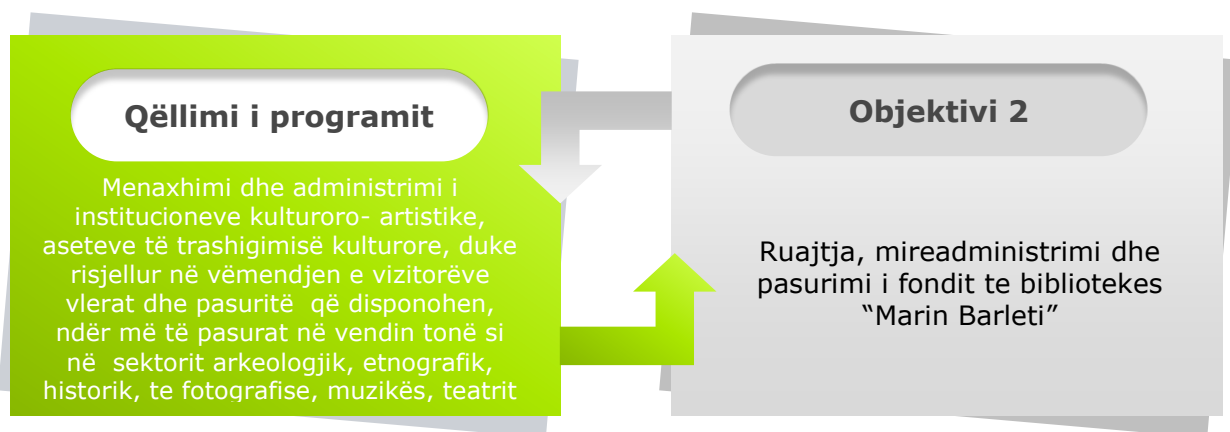 Qëllimi i programit
Menaxhimi dhe administrimi i
institucioneve kulturoro- artistike,
aseteve të trashigimisë kulturore, duke
risjellur në vëmendjen e vizitorëve
vlerat dhe pasuritë që disponohen,
ndër më të pasurat në vendin tonë si
në sektorit arkeologjik, etnografik,
historik, te fotografise, muzikës, teatrit
Objektivi 2
Ruajtja, mireadministrimi dhe
pasurimi i fondit te bibliotekes
“Marin Barleti”